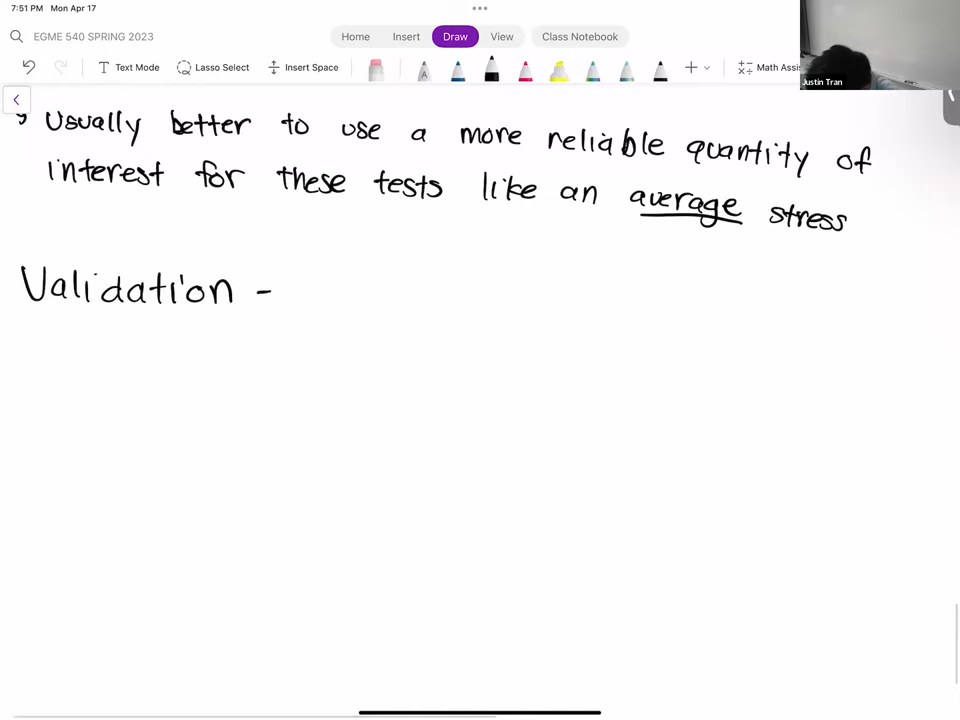 7:51 PM Mon Apr 17
EGME 540 SPRING 2023
Home Insert Draw View Class Notebook
Text Mode Lasso Select Insert Space Math Assis
Justin Tran
Usually better to use a more reliable quantity of
interest for these tests like an average stress
Validation -